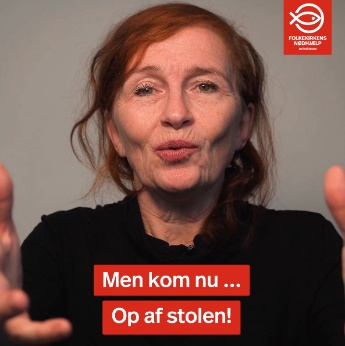 FOLKEKIRKENS
NØDHJÆLP
Men kom nu ...
Op af stolen!